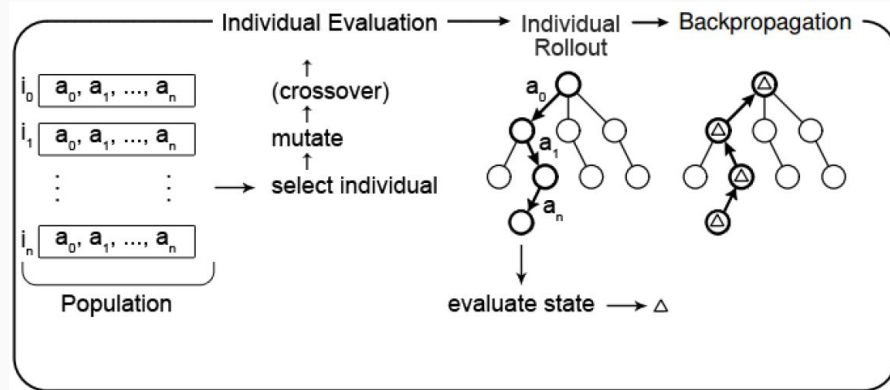 Individual Evaluation
Individual Rollout
Backpropagation
i₀ a₀, a₁, ..., aₙ
(crossover)
i₁ a₀, a₁, ..., aₙ
mutate
select individual
iₙ a₀, a₁, ..., aₙ
Population
a₀
a₁
aₙ
evaluate state
△